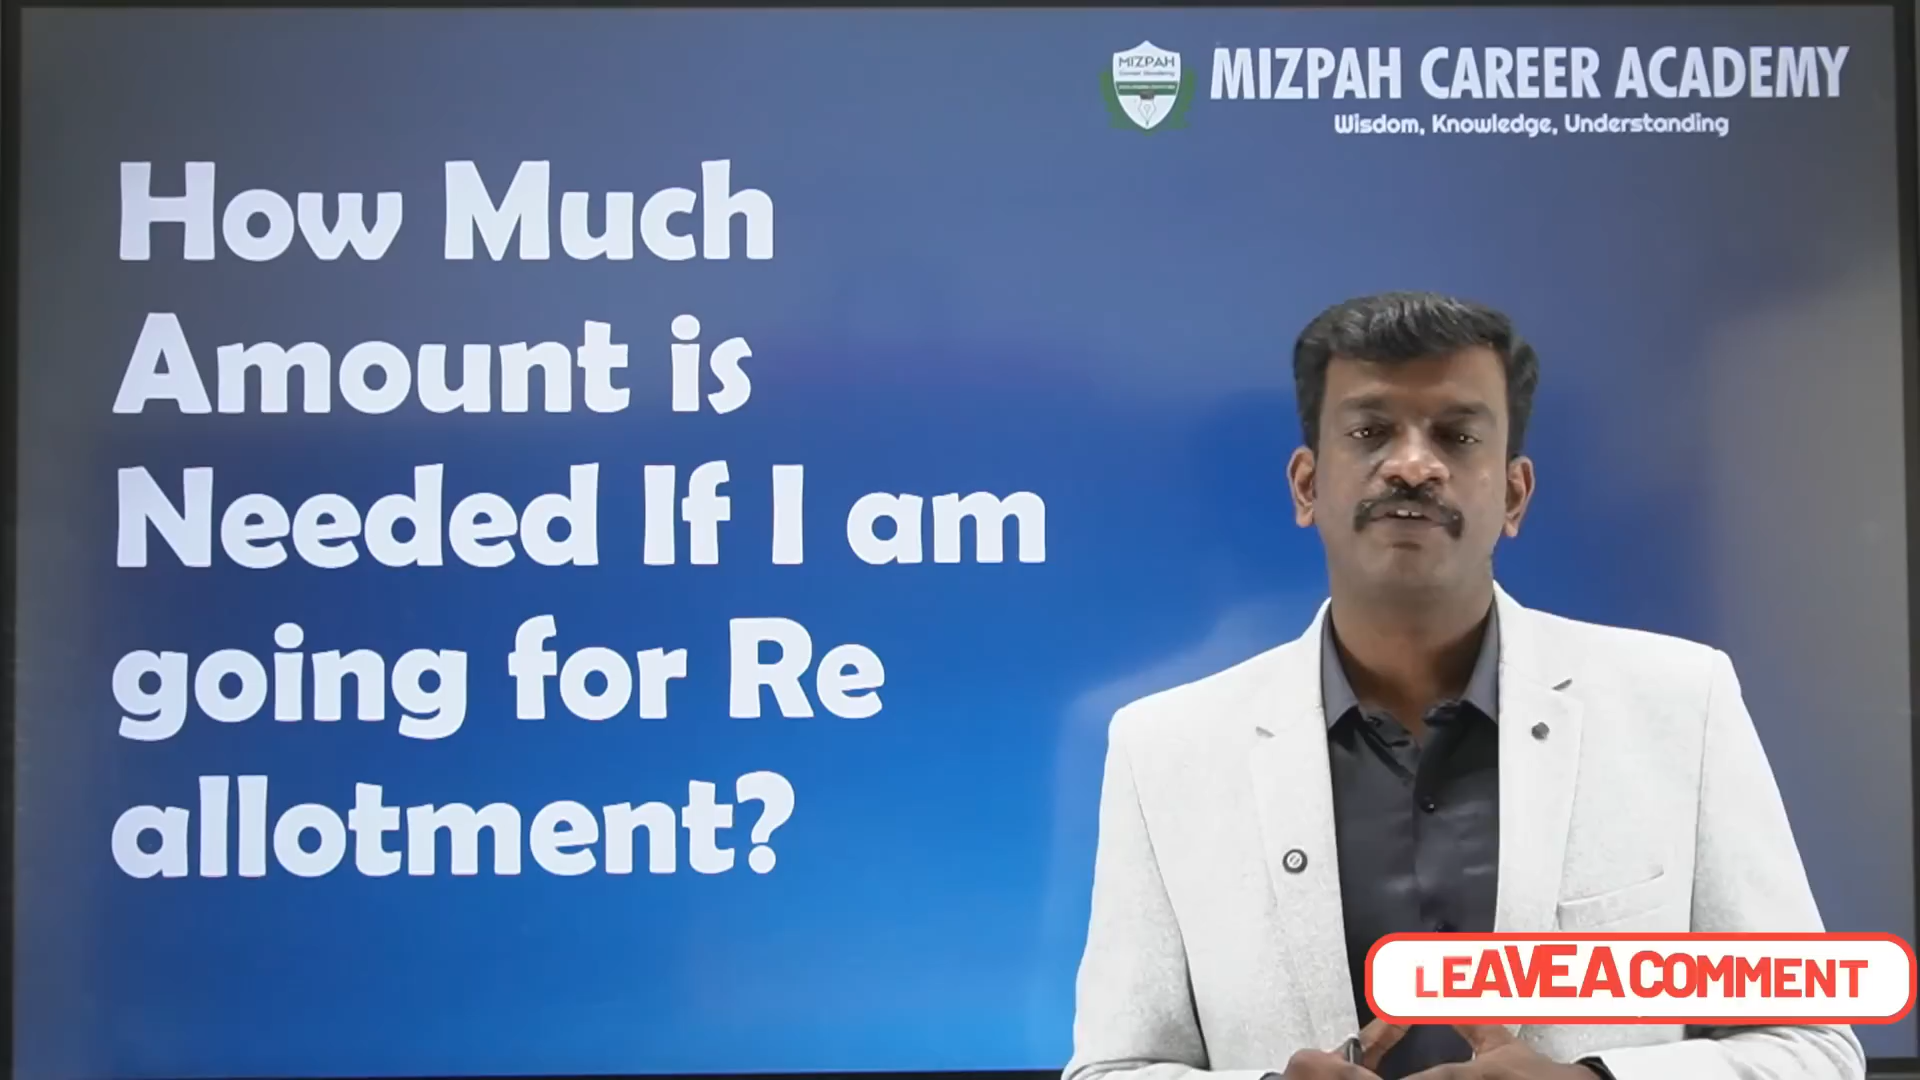 MIZPAH
MIZPAH CAREER ACADEMY
Wisdom, Knowledge, Understanding
How Much
Amount is
Needed If I am
going for Re
allotment?
LEAVE A COMMENT